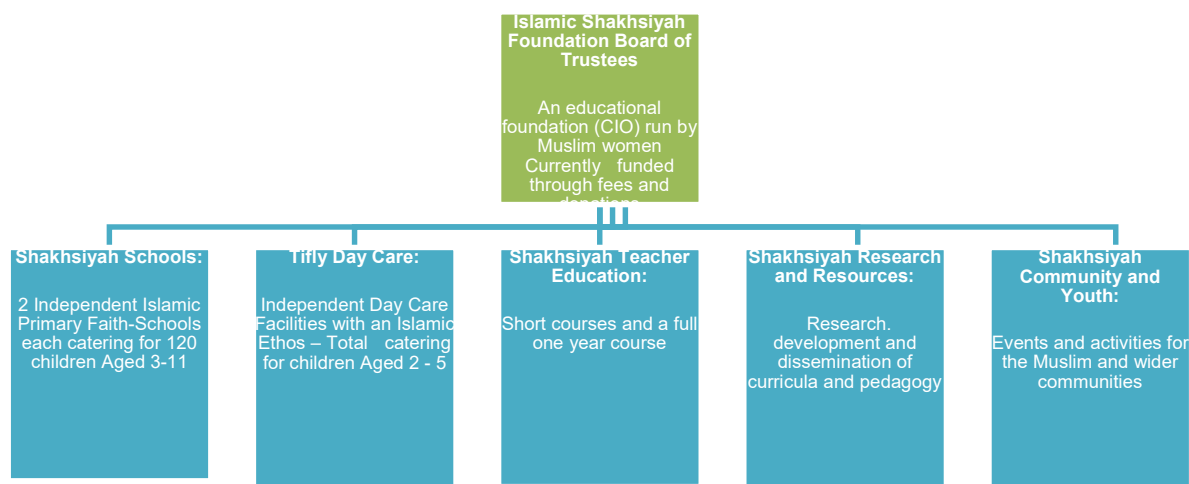 Islamic Shakhsiyah
Foundation Board of
Trustees
An educational
foundation (CIO) run by
Muslim women
Currently funded
through fees and
donations
Shakhsiyah Schools:
2 Independent Islamic
Primary Faith-Schools
each catering for 120
children Aged 3-11
Tifly Day Care:
Independent Day Care
Facilities with an Islamic
Ethos – Total catering
for children Aged 2 - 5
Shakhsiyah Teacher
Education:
Short courses and a full
one year course
Shakhsiyah Research
and Resources:
Research.
development and
dissemination of
curricula and pedagogy
Shakhsiyah
Community and
Youth:
Events and activities for
the Muslim and wider
communities